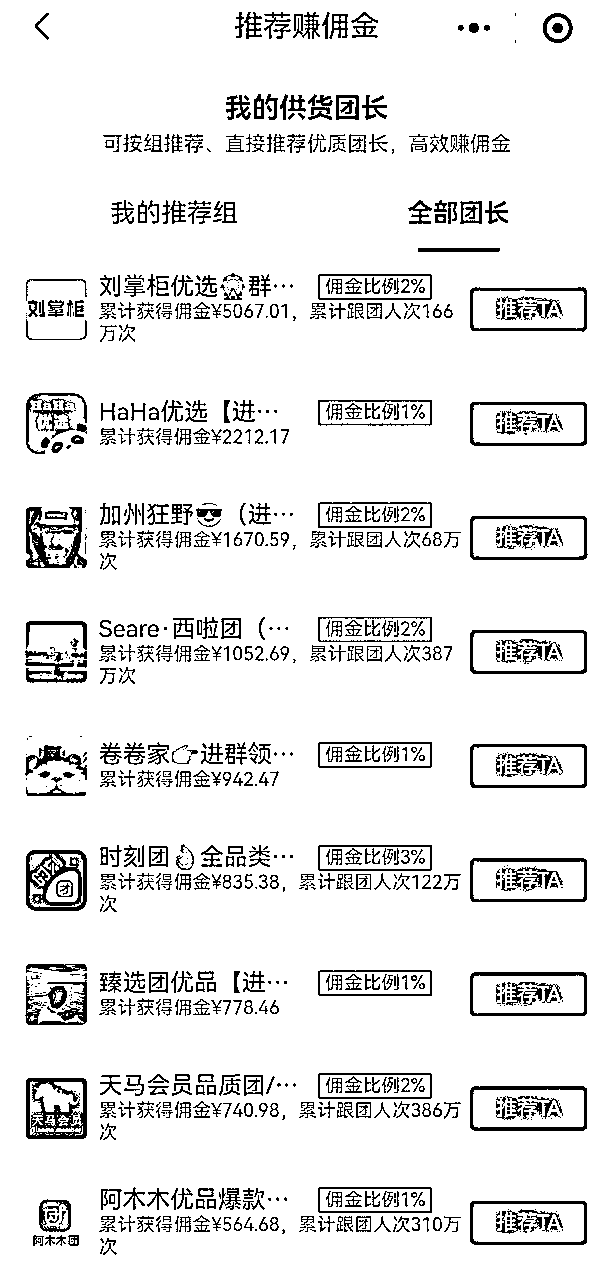 推荐赚佣金
我的供货团长
可按组推荐、直接推荐优质团长，高效赚佣金
我的推荐组
全部团长
刘掌柜
刘掌柜优选🎡群… 佣金比例2%
累计获得佣金¥5067.01，累计跟团人次166
万次
推荐TA
HaHa
优选
HaHa优选【进… 佣金比例1%
累计获得佣金¥2212.17
推荐TA
加州狂野😎（进… 佣金比例2%
累计获得佣金¥1670.59，累计跟团人次68万
次
推荐TA
Seare·西啦团（… 佣金比例2%
累计获得佣金¥1052.69，累计跟团人次387
万次
推荐TA
卷卷家👉进群领… 佣金比例1%
累计获得佣金¥942.47
推荐TA
团
时刻团🔥全品类… 佣金比例3%
累计获得佣金¥835.38，累计跟团人次122万
次
推荐TA
臻选团优品【进… 佣金比例1%
累计获得佣金¥778.46
推荐TA
天马会员
天马会员品质团/… 佣金比例2%
累计获得佣金¥740.98，累计跟团人次386万
次
推荐TA
阿木木团
阿木木优品爆款… 佣金比例1%
累计获得佣金¥564.68，累计跟团人次310万
次
推荐TA